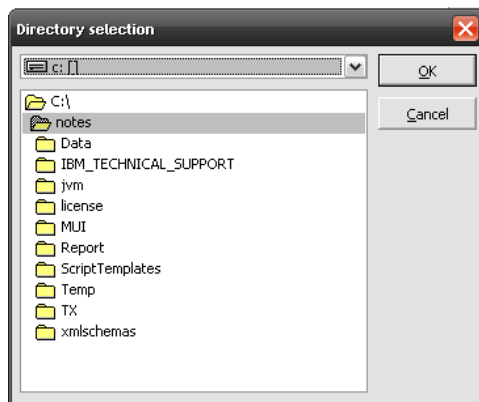 Directory selection
c: []
OK
C:\
Cancel
notes
Data
IBM_TECHNICAL_SUPPORT
jvm
license
MUI
Report
ScriptTemplates
Temp
TX
xmlschemas